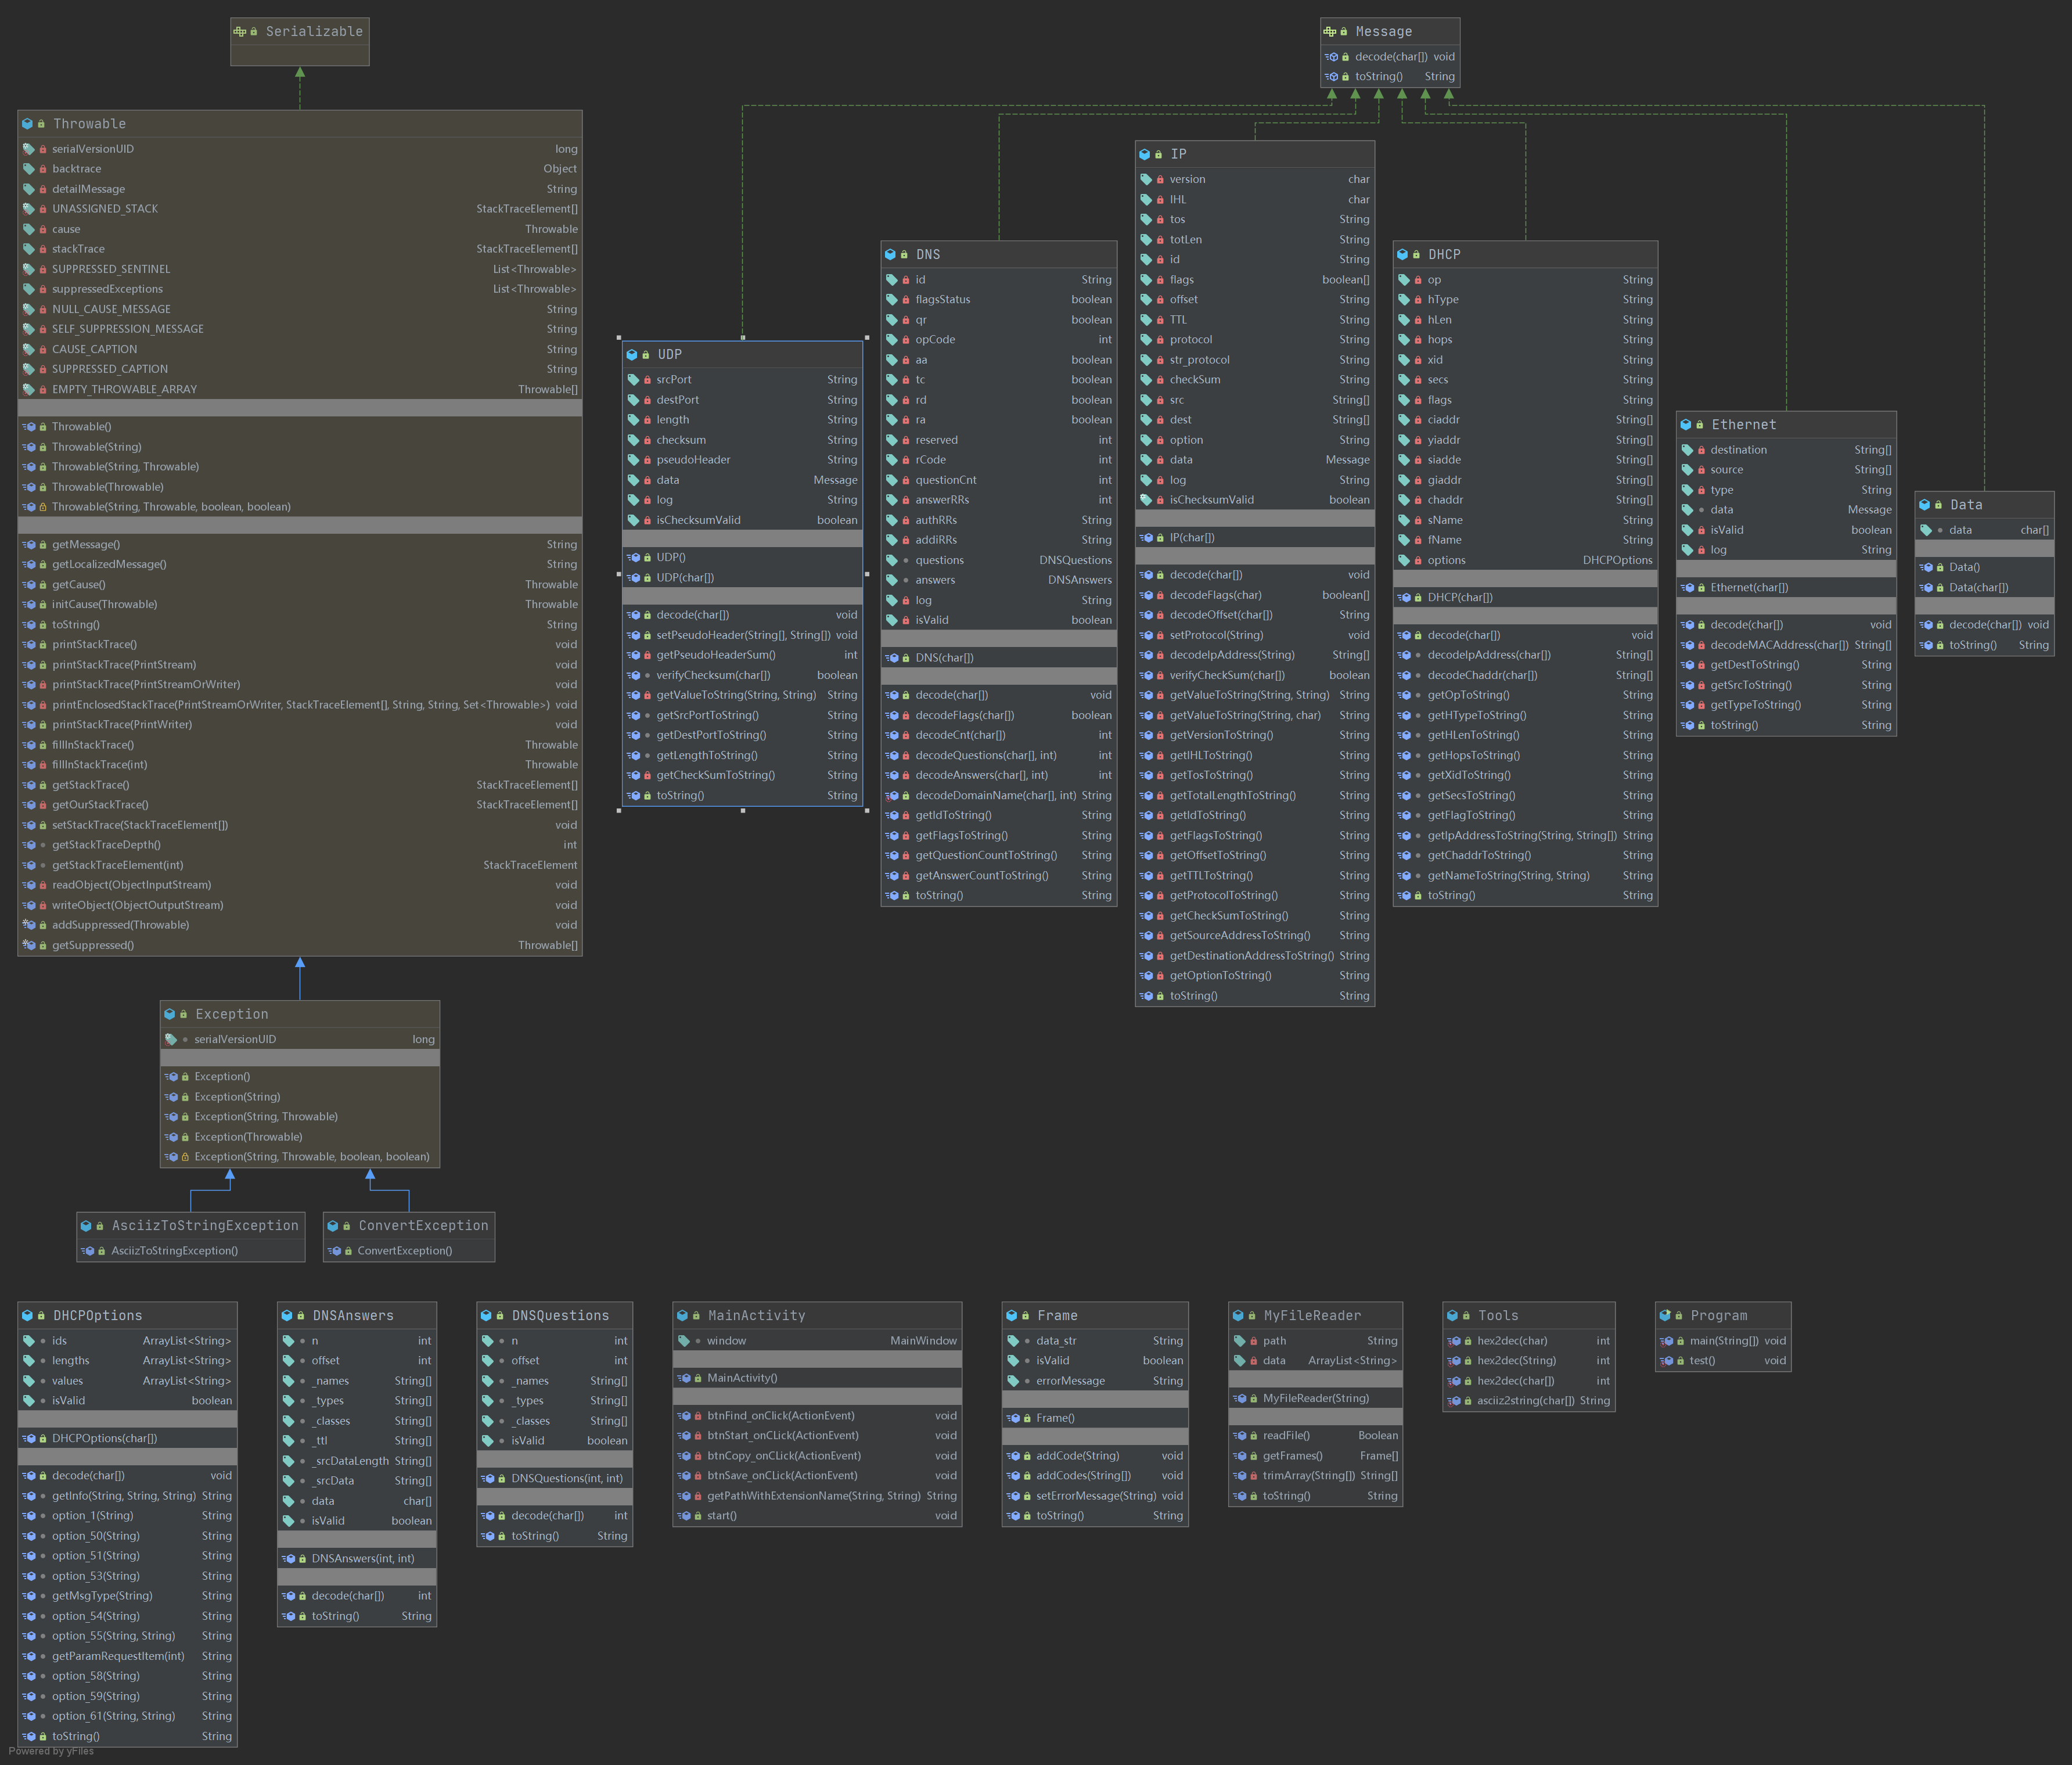 Serializable
Throwable
serialVersionUID long
backtrace Object
detailMessage String
UNASSIGNED_STACK StackTraceElement[]
cause Throwable
stackTrace StackTraceElement[]
SUPPRESSED_SENTINEL List<Throwable>
suppressedExceptions List<Throwable>
NULL_CAUSE_MESSAGE String
SELF_SUPPRESSION_MESSAGE String
CAUSE_CAPTION String
SUPPRESSED_CAPTION String
EMPTY_THROWABLE_ARRAY Throwable[]
Throwable()
Throwable(String)
Throwable(String, Throwable)
Throwable(Throwable)
Throwable(String, Throwable, boolean, boolean)
getMessage() String
getLocalizedMessage() String
getCause() Throwable
initCause(Throwable) Throwable
toString() String
printStackTrace() void
printStackTrace(PrintStream) void
printStackTrace(PrintStreamOrWriter) void
printEnclosedStackTrace(PrintStreamOrWriter, StackTraceElement[], String, String, Set<Throwable>) void
printStackTrace(PrintWriter) void
fillInStackTrace() Throwable
fillInStackTrace(int) Throwable
getStackTrace() StackTraceElement[]
getOurStackTrace() StackTraceElement[]
setStackTrace(StackTraceElement[]) void
getStackTraceDepth() int
getStackTraceElement(int) StackTraceElement
readObject(ObjectInputStream) void
writeObject(ObjectOutputStream) void
addSuppressed(Throwable) void
getSuppressed() Throwable[]
Exception
serialVersionUID long
Exception()
Exception(String)
Exception(String, Throwable)
Exception(Throwable)
Exception(String, Throwable, boolean, boolean)
AsciizToStringException
AsciizToStringException()
ConvertException
ConvertException()
Message
decode(char[]) void
toString() String
UDP
srcPort String
destPort String
length String
checksum String
pseudoHeader String
data Message
log String
isChecksumValid boolean
UDP()
UDP(char[])
decode(char[]) void
setPseudoHeader(String[], String[]) void
getPseudoHeaderSum() int
verifyChecksum(char[]) boolean
getValueToString(String, String) String
getSrcPortToString() String
getDestPortToString() String
getLengthToString() String
getCheckSumToString() String
toString() String
DNS
id String
flagsStatus boolean
qr boolean
opCode int
aa boolean
tc boolean
rd boolean
ra boolean
reserved int
rCode int
questionCnt int
answerRRs int
authRRs String
addiRRs String
questions DNSQuestions
answers DNSAnswers
log String
isValid boolean
DNS(char[])
decode(char[]) void
decodeFlags(char[]) boolean
decodeCnt(char[]) int
decodeQuestions(char[], int) int
decodeAnswers(char[], int) int
decodeDomainName(char[], int) String
getIdToString() String
getFlagsToString() String
getQuestionCountToString() String
getAnswerCountToString() String
toString() String
IP
version char
IHL char
tos String
totLen String
id String
flags boolean[]
offset String
TTL String
protocol String
str_protocol String
checkSum String
src String[]
dest String[]
option String
data Message
log String
isChecksumValid boolean
IP(char[])
decode(char[]) void
decodeFlags(char) boolean[]
decodeOffset(char[]) String
setProtocol(String) void
decodeIpAddress(String) String[]
verifyCheckSum(char[]) boolean
getValueToString(String, String) String
getValueToString(String, char) String
getVersionToString() String
getIHLToString() String
getTosToString() String
getTotalLengthToString() String
getIdToString() String
getFlagsToString() String
getOffsetToString() String
getTTLToString() String
getProtocolToString() String
getCheckSumToString() String
getSourceAddressToString() String
getDestinationAddressToString() String
getOptionToString() String
toString() String
DHCP
op String
hType String
hLen String
hops String
xid String
secs String
flags String
ciaddr String[]
yiaddr String[]
siadde String[]
giaddr String[]
chaddr String[]
sName String
fName String
options DHCPOptions
DHCP(char[])
decode(char[]) void
decodeIpAddress(char[]) String[]
decodeChaddr(char[]) String[]
getOpToString() String
getHTypeToString() String
getHLenToString() String
getHopsToString() String
getXidToString() String
getSecsToString() String
getFlagToString() String
getIpAddressToString(String, String[]) String
getChaddrToString() String
getNameToString(String, String) String
toString() String
Ethernet
destination String[]
source String[]
type String
data Message
isValid boolean
log String
Ethernet(char[])
decode(char[]) void
decodeMACAddress(char[]) String[]
getDestToString() String
getSrcToString() String
getTypeToString() String
toString() String
Data
data char[]
Data()
Data(char[])
decode(char[]) void
toString() String
DHCPOptions
ids ArrayList<String>
lengths ArrayList<String>
values ArrayList<String>
isValid boolean
DHCPOptions(char[])
decode(char[]) void
getInfo(String, String, String) String
option_1(String) String
option_50(String) String
option_51(String) String
option_53(String) String
getMsgType(String) String
option_54(String) String
option_55(String, String) String
getParamRequestItem(int) String
option_58(String) String
option_59(String) String
option_61(String, String) String
toString() String
DNSAnswers
n int
offset int
_names String[]
_types String[]
_classes String[]
_ttl String[]
_srcDataLength String[]
_srcData String[]
data char[]
isValid boolean
DNSAnswers(int, int)
decode(char[]) int
toString() String
DNSQuestions
n int
offset int
_names String[]
_types String[]
_classes String[]
isValid boolean
DNSQuestions(int, int)
decode(char[]) int
toString() String
MainActivity
window MainWindow
MainActivity()
btnFind_onClick(ActionEvent) void
btnStart_onCLick(ActionEvent) void
btnCopy_onCLick(ActionEvent) void
btnSave_onCLick(ActionEvent) void
getPathWithExtensionName(String, String) String
start() void
Frame
data_str String
isValid boolean
errorMessage String
Frame()
addCode(String) void
addCodes(String[]) void
setErrorMessage(String) void
toString() String
MyFileReader
path String
data ArrayList<String>
MyFileReader(String)
readFile() Boolean
getFrames() Frame[]
trimArray(String[]) String[]
toString() String
Tools
hex2dec(char) int
hex2dec(String) int
hex2dec(char[]) int
asciiz2string(char[]) String
Program
main(String[]) void
test() void
Powered by yFiles